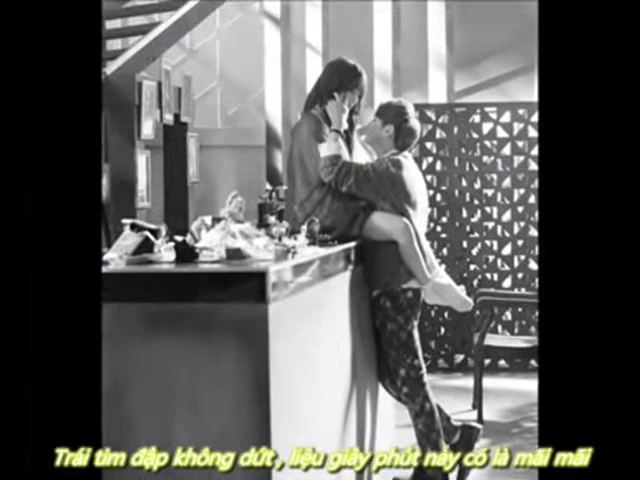 Trái tim đập không dứt , liệu giây phút này có là mãi mãi